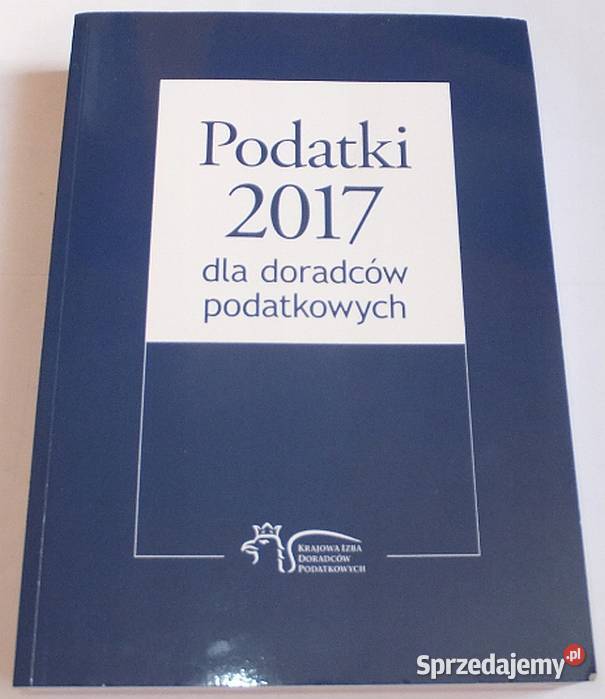 Podatki
2017
dla doradców
podatkowych
KRAJOWA IZBA
DORADCÓW
PODATKOWYCH
Sprzedajemy.pl